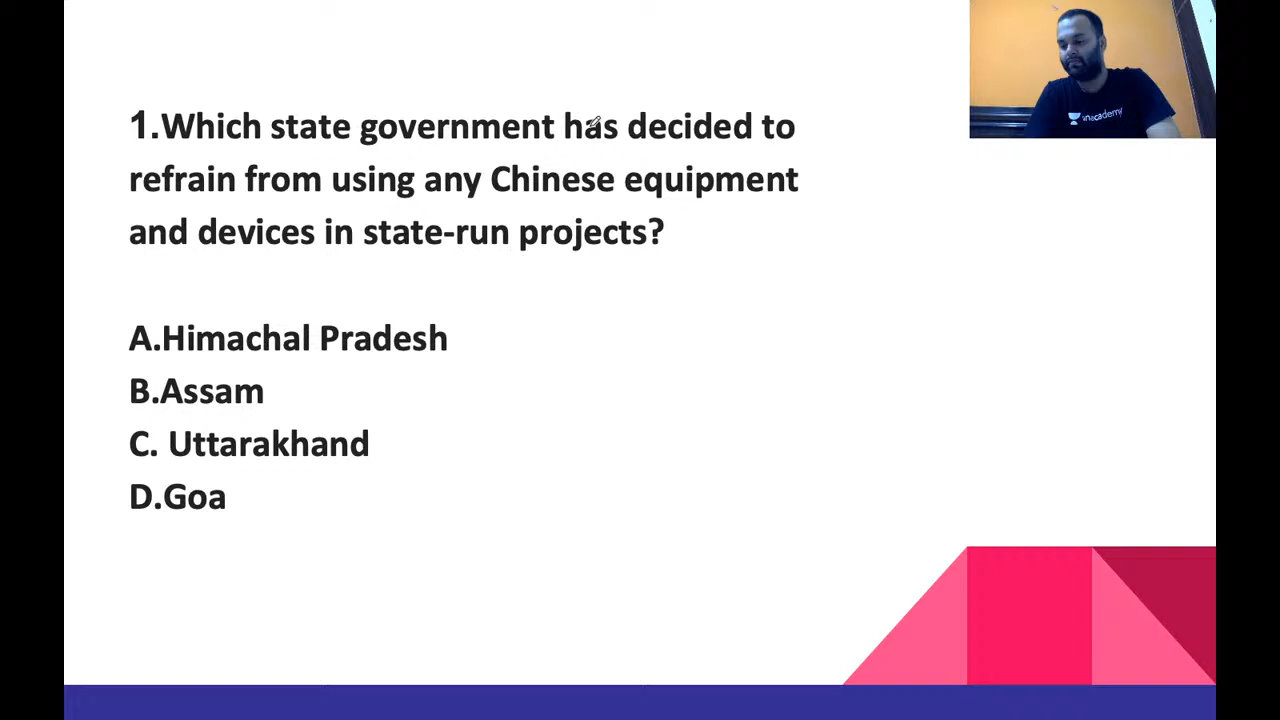 1.Which state government has decided to
refrain from using any Chinese equipment
and devices in state-run projects?
A.Himachal Pradesh
B.Assam
C. Uttarakhand
D.Goa
unacademy